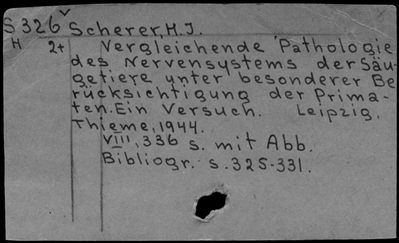 S 326 Scherer, H.J.
H 2+ Vergleichende Pathologie
des Nervensystems der Säu-
getiere unter besonderer Be
rücksichtigung der Prima-
ten. Ein Versuch. Leipzig,
Thieme, 1944.
VIII, 336 s. mit Abb.
Bibliogr. s. 325-331.